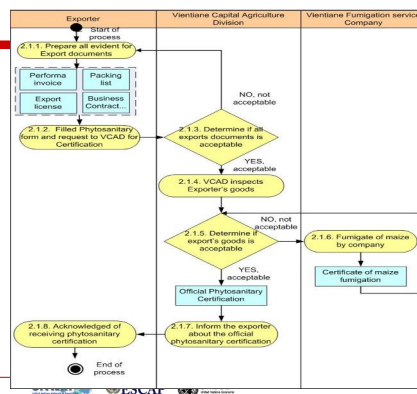 Exporter
Vientiane Capital Agriculture
Division
Vientiane Fumigation service
Company
Start of
process
2.1.1. Prepare all evident for
Export documents
Performa
invoice
Packing
list
Export
license
Business
Contract...
NO, not
acceptable
2.1.2. Filled Phytosanitary
form and request to VCAD for
Certification
2.1.3. Determine if all
exports documents is
acceptable
YES,
acceptable
2.1.4. VCAD inspects
Exporter's goods
NO, not
acceptable
2.1.5. Determine if
export's goods is
acceptable
2.1.6. Fumigate of maize
by company
YES,
acceptable
Certificate of maize
fumigation
Official Phytosanitary
Certification
2.1.8. Acknowledged of
receiving phytosanitary
certification
2.1.7. Inform the exporter
about the official
phytosanitary certification
End of
process
ESCAP